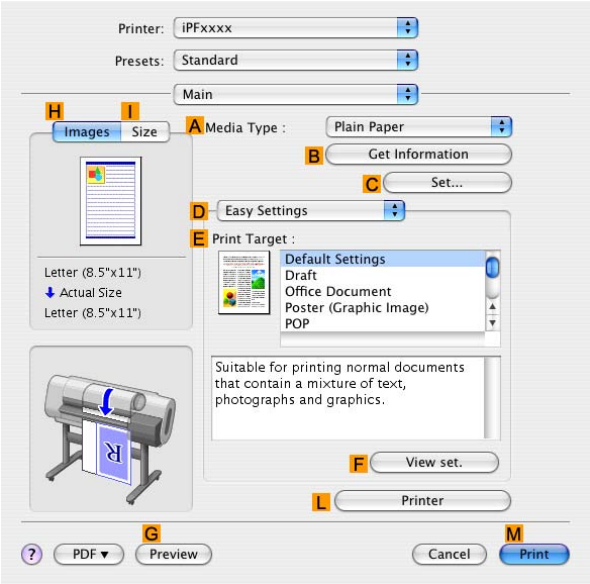 Printer: iPFxxxx
Presets: Standard
Main
H I
Images Size
A Media Type : Plain Paper
B Get Information
C Set...
D Easy Settings
E Print Target :
Default Settings
Draft
Office Document
Poster (Graphic Image)
POP
Letter (8.5"x11")
Actual Size
Letter (8.5"x11")
Suitable for printing normal documents
that contain a mixture of text,
photographs and graphics.
R
F View set.
L Printer
G M
? PDF▼ Preview Cancel Print